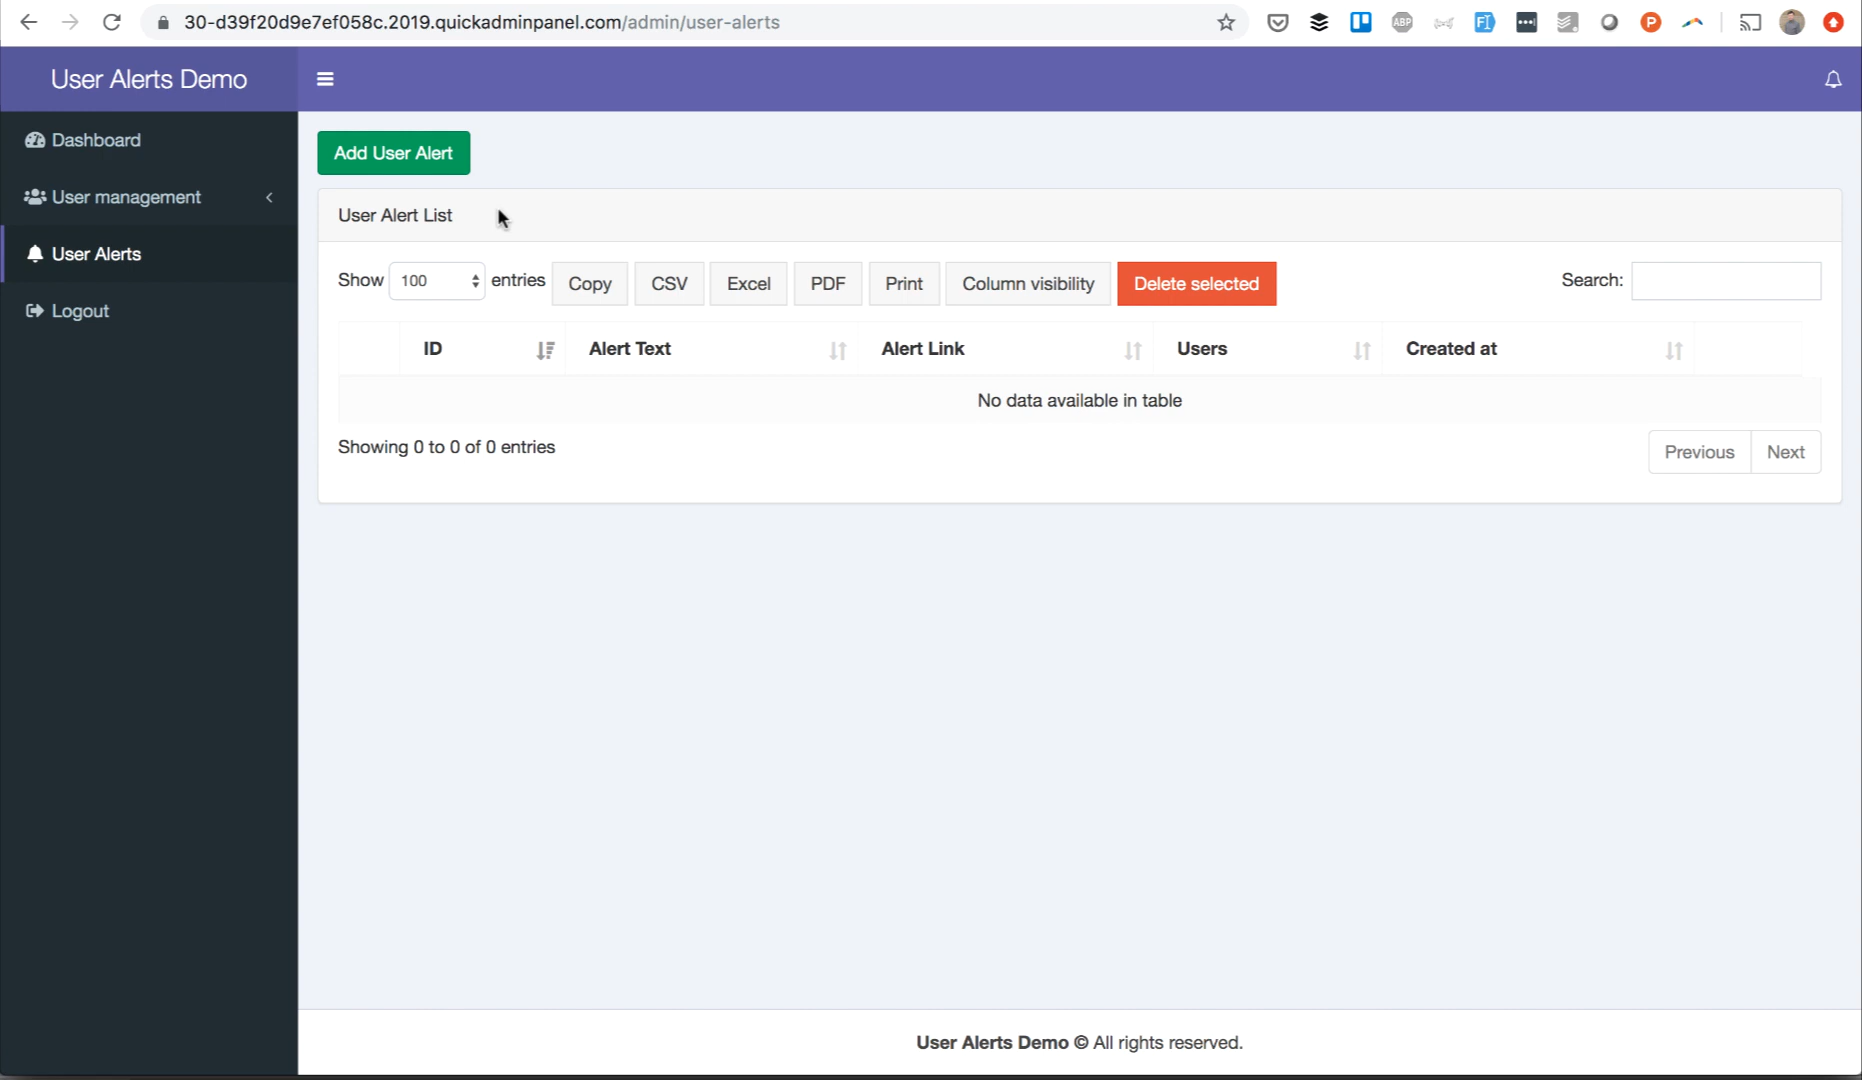 30-d39f20d9e7ef058c.2019.quickadminpanel.com/admin/user-alerts
ABP
P
User Alerts Demo
Dashboard
User management
User Alerts
Logout
Add User Alert
User Alert List
Show 100 entries Copy CSV Excel PDF Print Column visibility Delete selected Search:
ID Alert Text Alert Link Users Created at
No data available in table
Showing 0 to 0 of 0 entries
Previous Next
User Alerts Demo © All rights reserved.